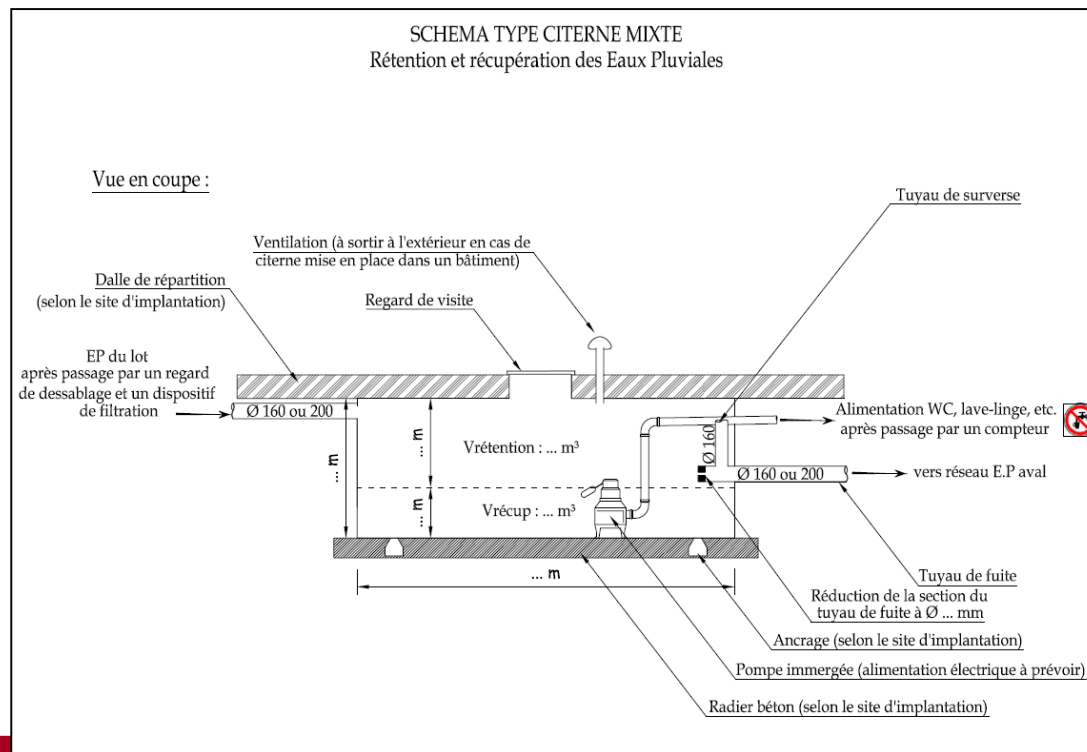 SCHEMA TYPE CITERNE MIXTE
Rétention et récupération des Eaux Pluviales
Vue en coupe :
Tuyau de surverse
Ventilation (à sortir à l'extérieur en cas de
citerne mise en place dans un bâtiment)
Dalle de répartition
(selon le site d'implantation)
Regard de visite
EP du lot
après passage par un regard
de dessablage et un dispositif
de filtration
Ø 160 ou 200
Alimentation WC, lave-linge, etc.
après passage par un compteur
... m
... m
Vrétention : ... m³
Ø 160
Ø 160 ou 200
vers réseau E.P aval
... m
Vrécup : ... m³
... m
Tuyau de fuite
Réduction de la section du
tuyau de fuite à Ø ... mm
Ancrage (selon le site d'implantation)
Pompe immergée (alimentation électrique à prévoir)
Radier béton (selon le site d'implantation)